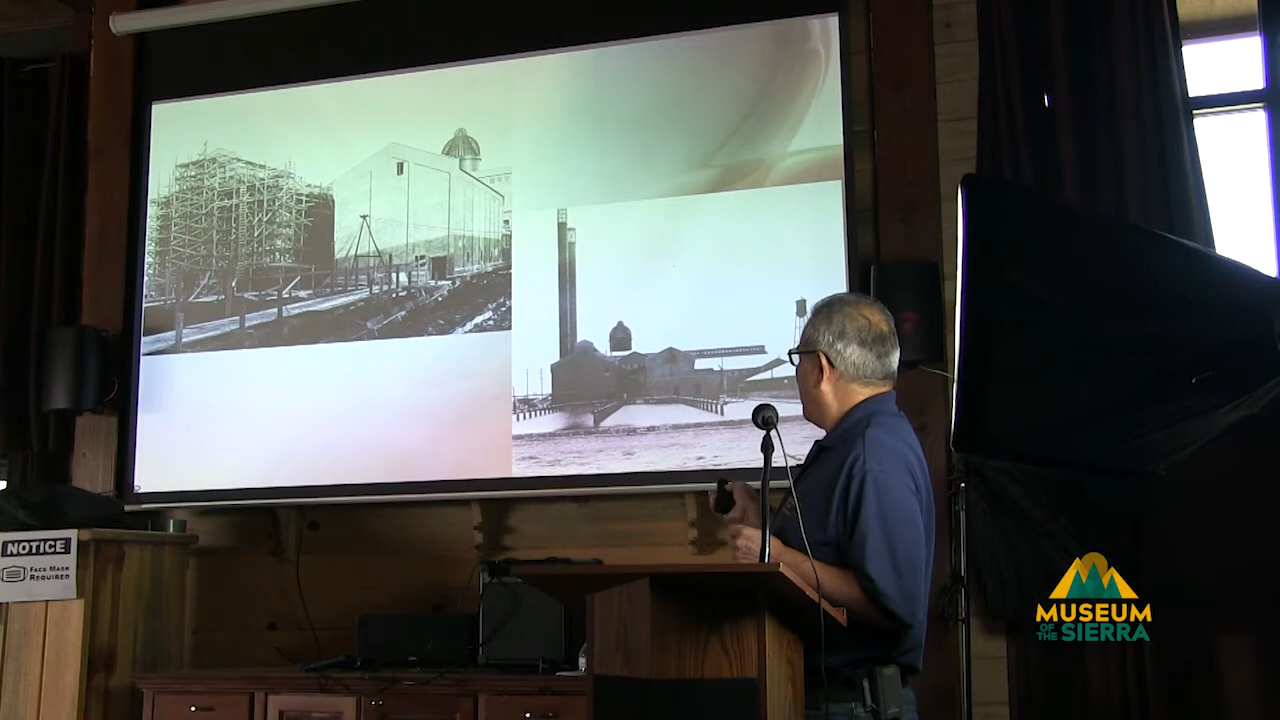 NOTICE
FACE MASK
REQUIRED
MUSEUM
OF THE SIERRA